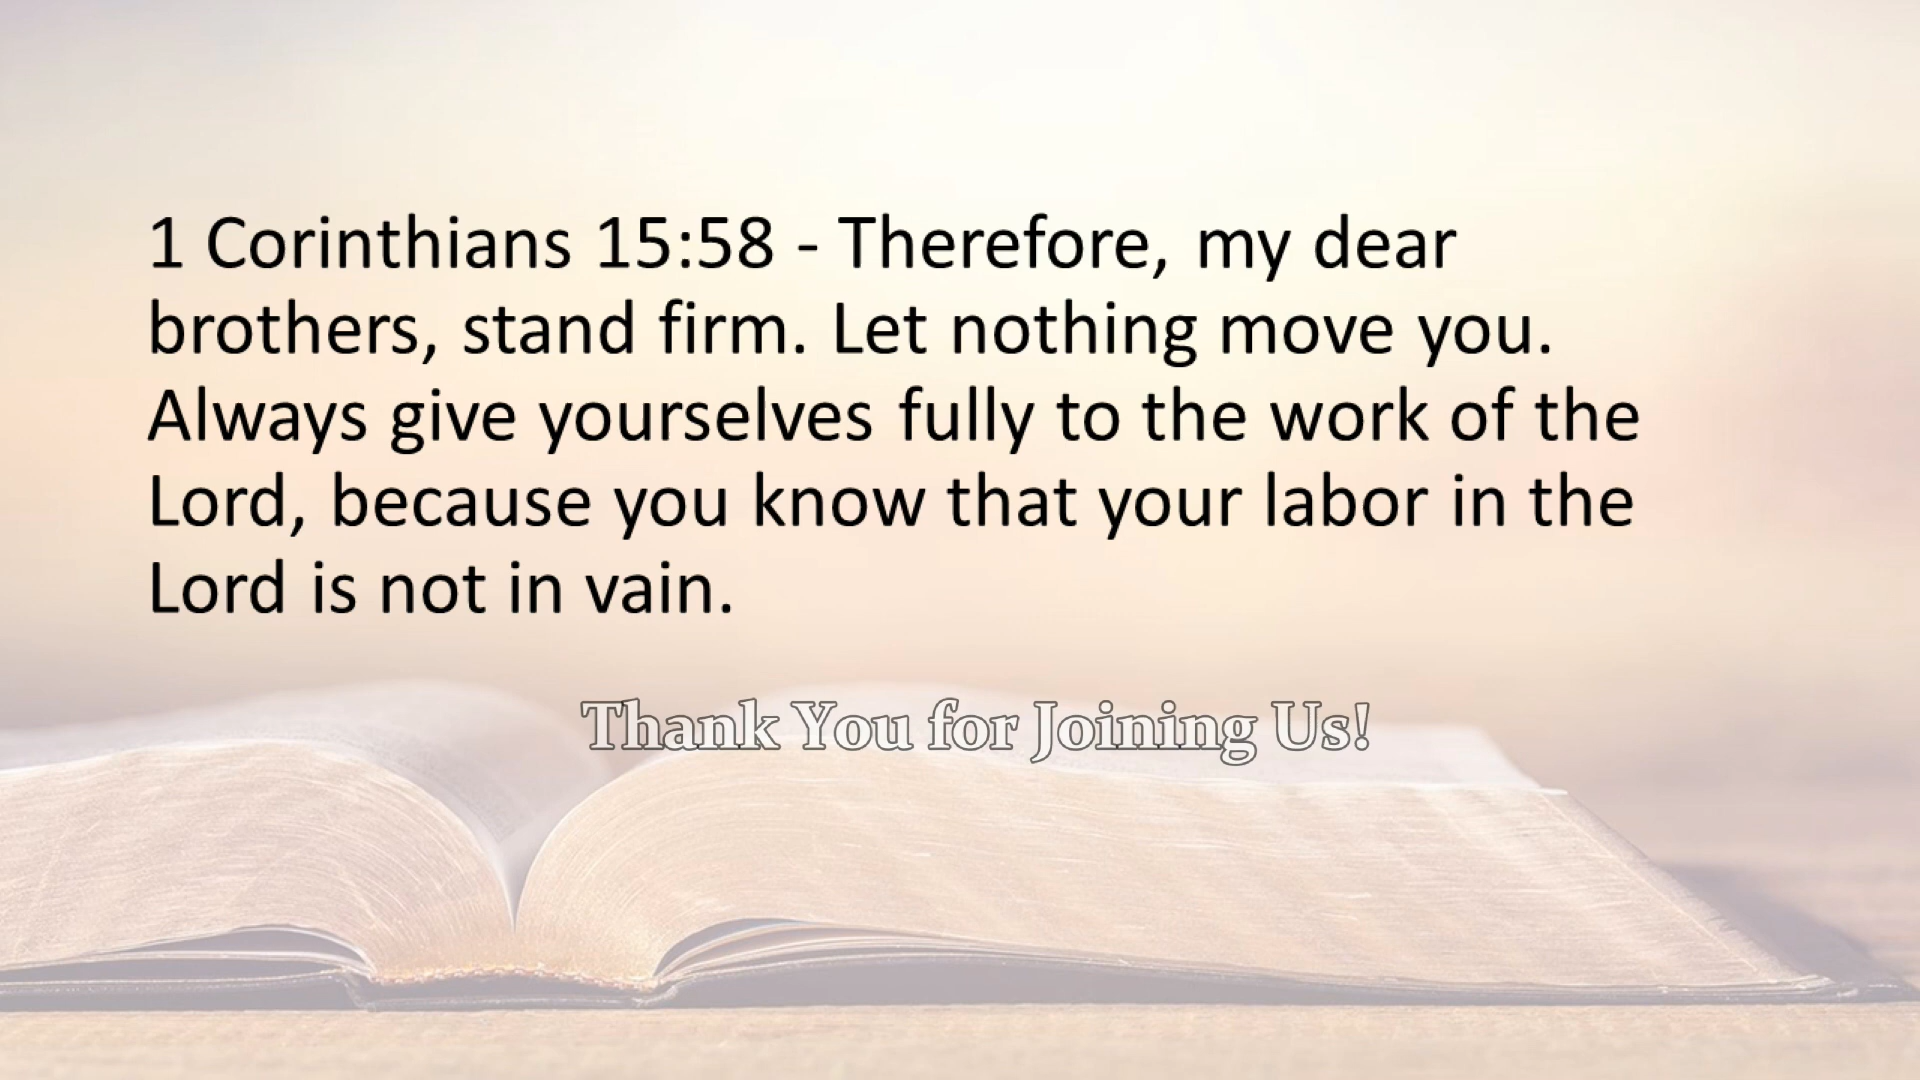 1 Corinthians 15:58 - Therefore, my dear
brothers, stand firm. Let nothing move you.
Always give yourselves fully to the work of the
Lord, because you know that your labor in the
Lord is not in vain.
Thank You for Joining Us!